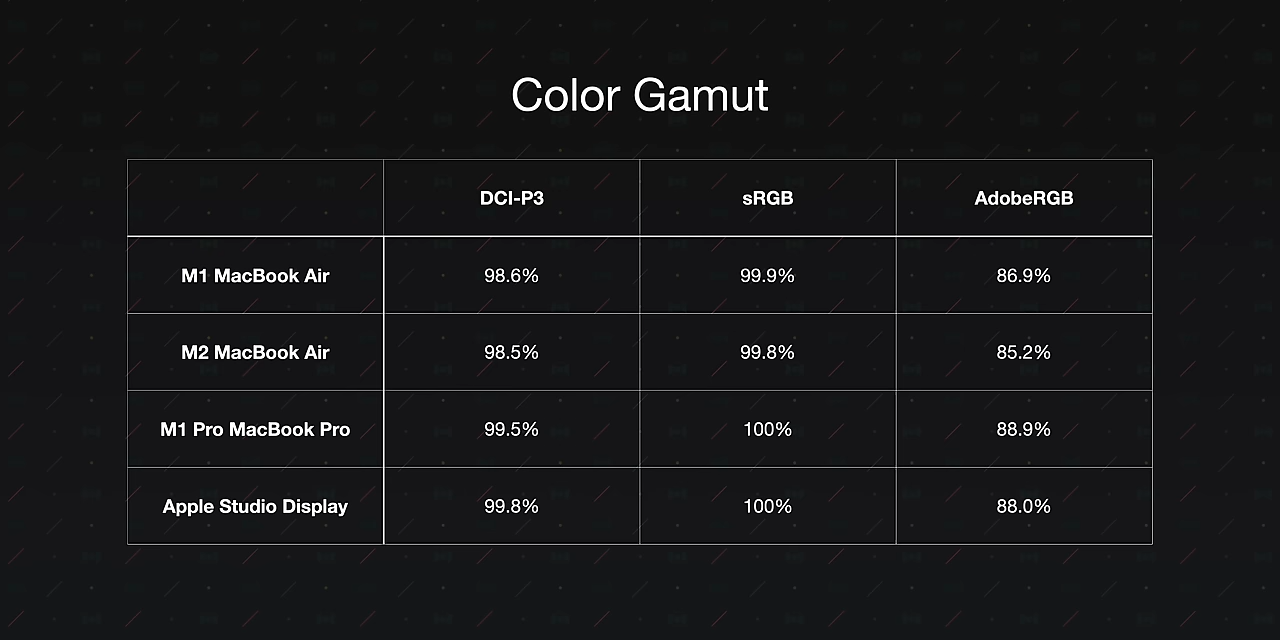 Color Gamut
DCI-P3 sRGB AdobeRGB
M1 MacBook Air 98.6% 99.9% 86.9%
M2 MacBook Air 98.5% 99.8% 85.2%
M1 Pro MacBook Pro 99.5% 100% 88.9%
Apple Studio Display 99.8% 100% 88.0%